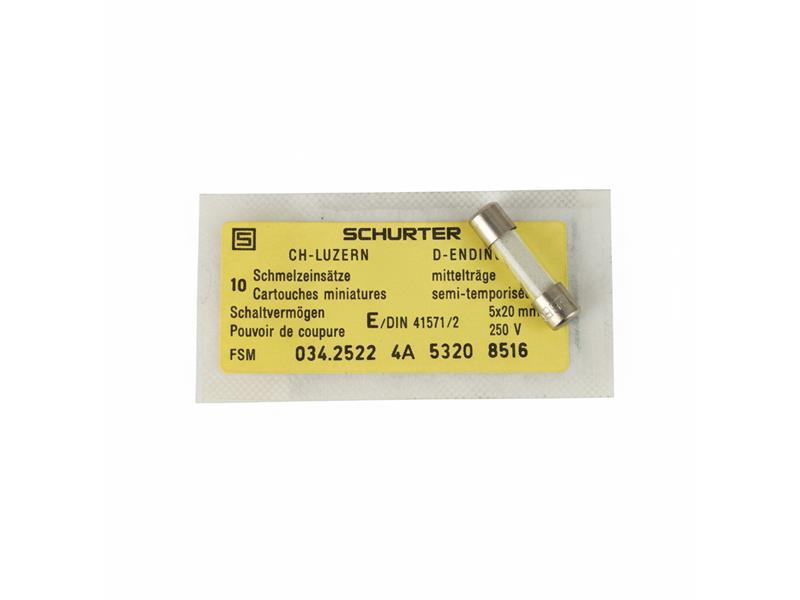 S SCHURTER
CH-LUZERN D-ENDING
10 Schmelzeinsätze mittelträge
Cartouches miniatures semi-temporisé
Schaltvermögen E/DIN 41571/2 5x20 mm
Pouvoir de coupure 250 V
FSM 034.2522 4A 5320 8516